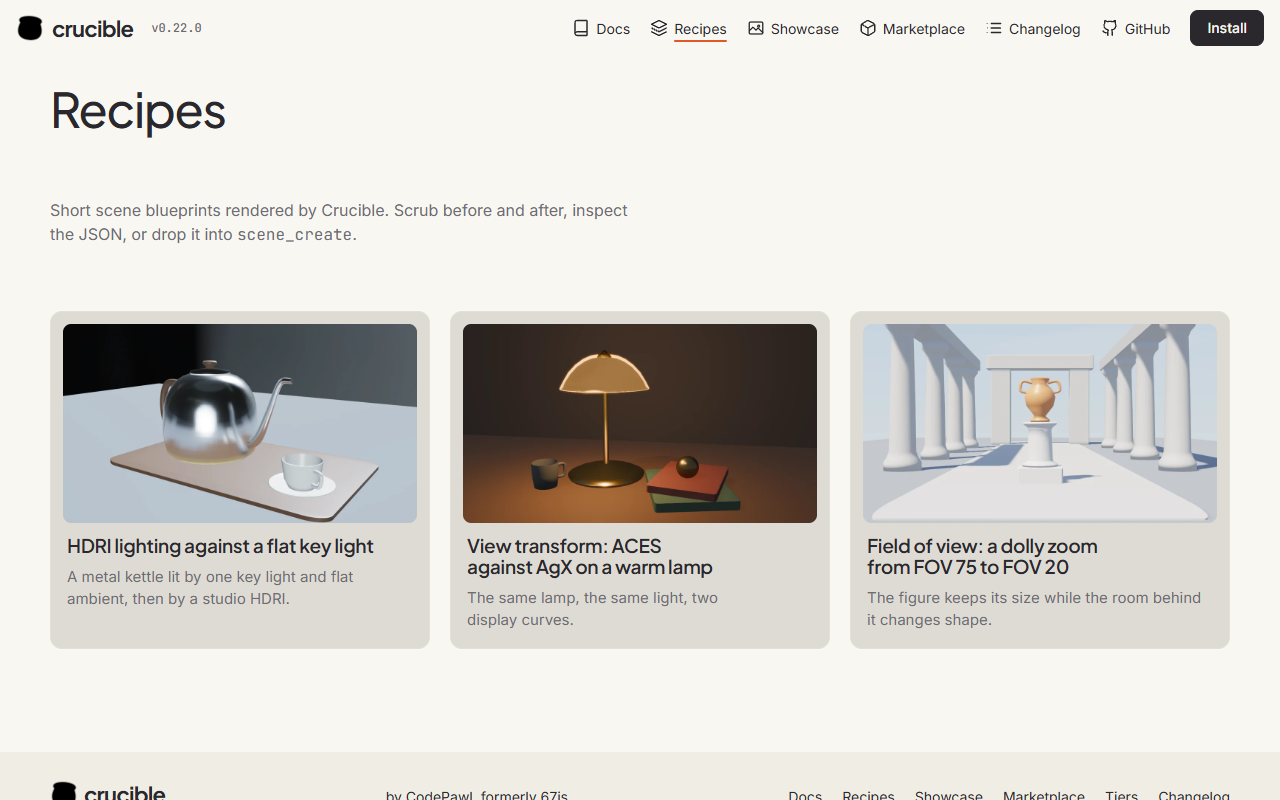 crucible v0.22.0 Docs Recipes Showcase Marketplace Changelog GitHub Install
Recipes
Short scene blueprints rendered by Crucible. Scrub before and after, inspect
the JSON, or drop it into scene_create.
HDRI lighting against a flat key light
A metal kettle lit by one key light and flat
ambient, then by a studio HDRI.
View transform: ACES
against AgX on a warm lamp
The same lamp, the same light, two
display curves.
Field of view: a dolly zoom
from FOV 75 to FOV 20
The figure keeps its size while the room behind
it changes shape.
crucible by CodePawl, formerly 67js Docs Recipes Showcase Marketplace Tiers Changelog